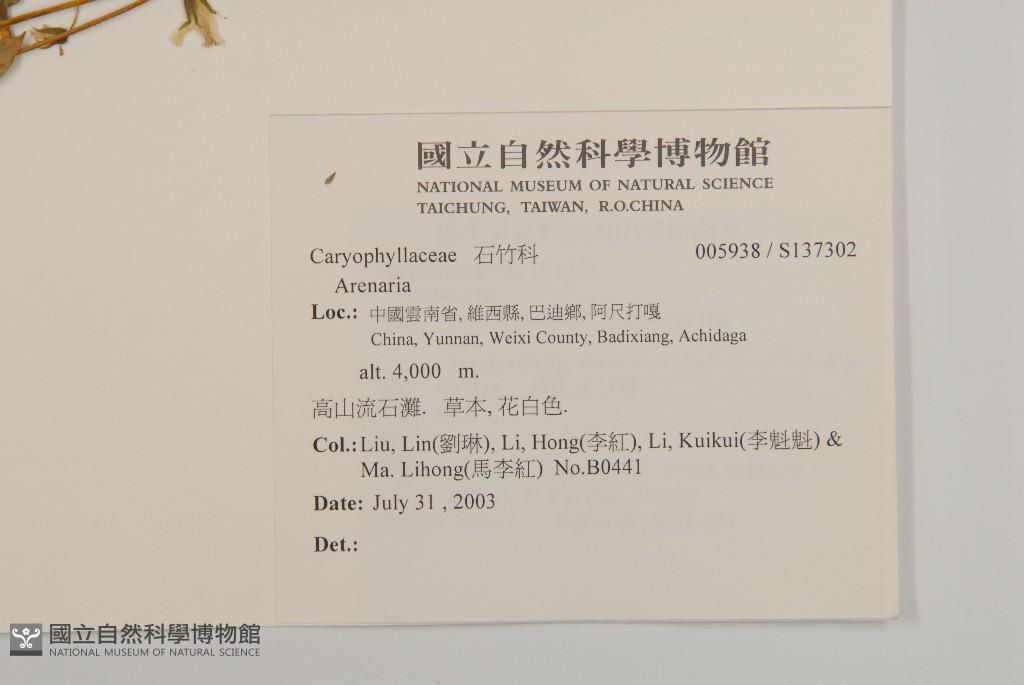 國立自然科學博物館
NATIONAL MUSEUM OF NATURAL SCIENCE
TAICHUNG, TAIWAN, R.O.CHINA
Caryophyllaceae 石竹科 005938 / S137302
Arenaria
Loc.: 中國雲南省, 維西縣, 巴迪鄉, 阿尺打嘎
China, Yunnan, Weixi County, Badixiang, Achidaga
alt. 4,000 m.
高山流石灘. 草本, 花白色.
Col.: Liu, Lin(劉琳), Li, Hong(李紅), Li, Kuikui(李魁魁) &
Ma. Lihong(馬李紅) No.B0441
Date: July 31 , 2003
Det.:
國立自然科學博物館
NATIONAL MUSEUM OF NATURAL SCIENCE